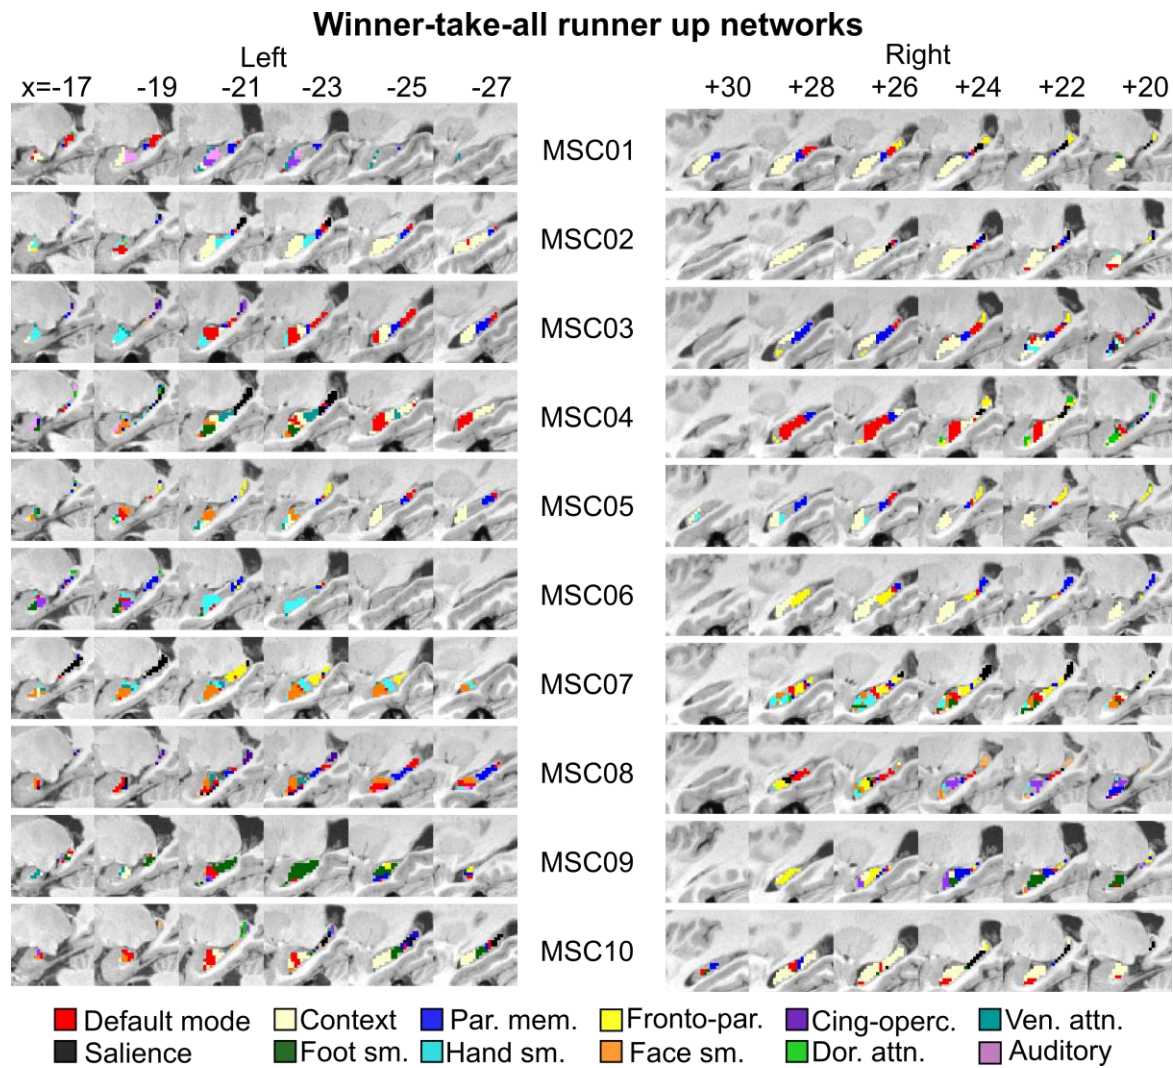 Winner-take-all runner up networks
Left
Right
x=-17 -19 -21 -23 -25 -27
+30 +28 +26 +24 +22 +20
MSC01
MSC02
MSC03
MSC04
MSC05
MSC06
MSC07
MSC08
MSC09
MSC10
Default mode Context Par. mem. Fronto-par. Cing-operc. Ven. attn.
Salience Foot sm. Hand sm. Face sm. Dor. attn. Auditory